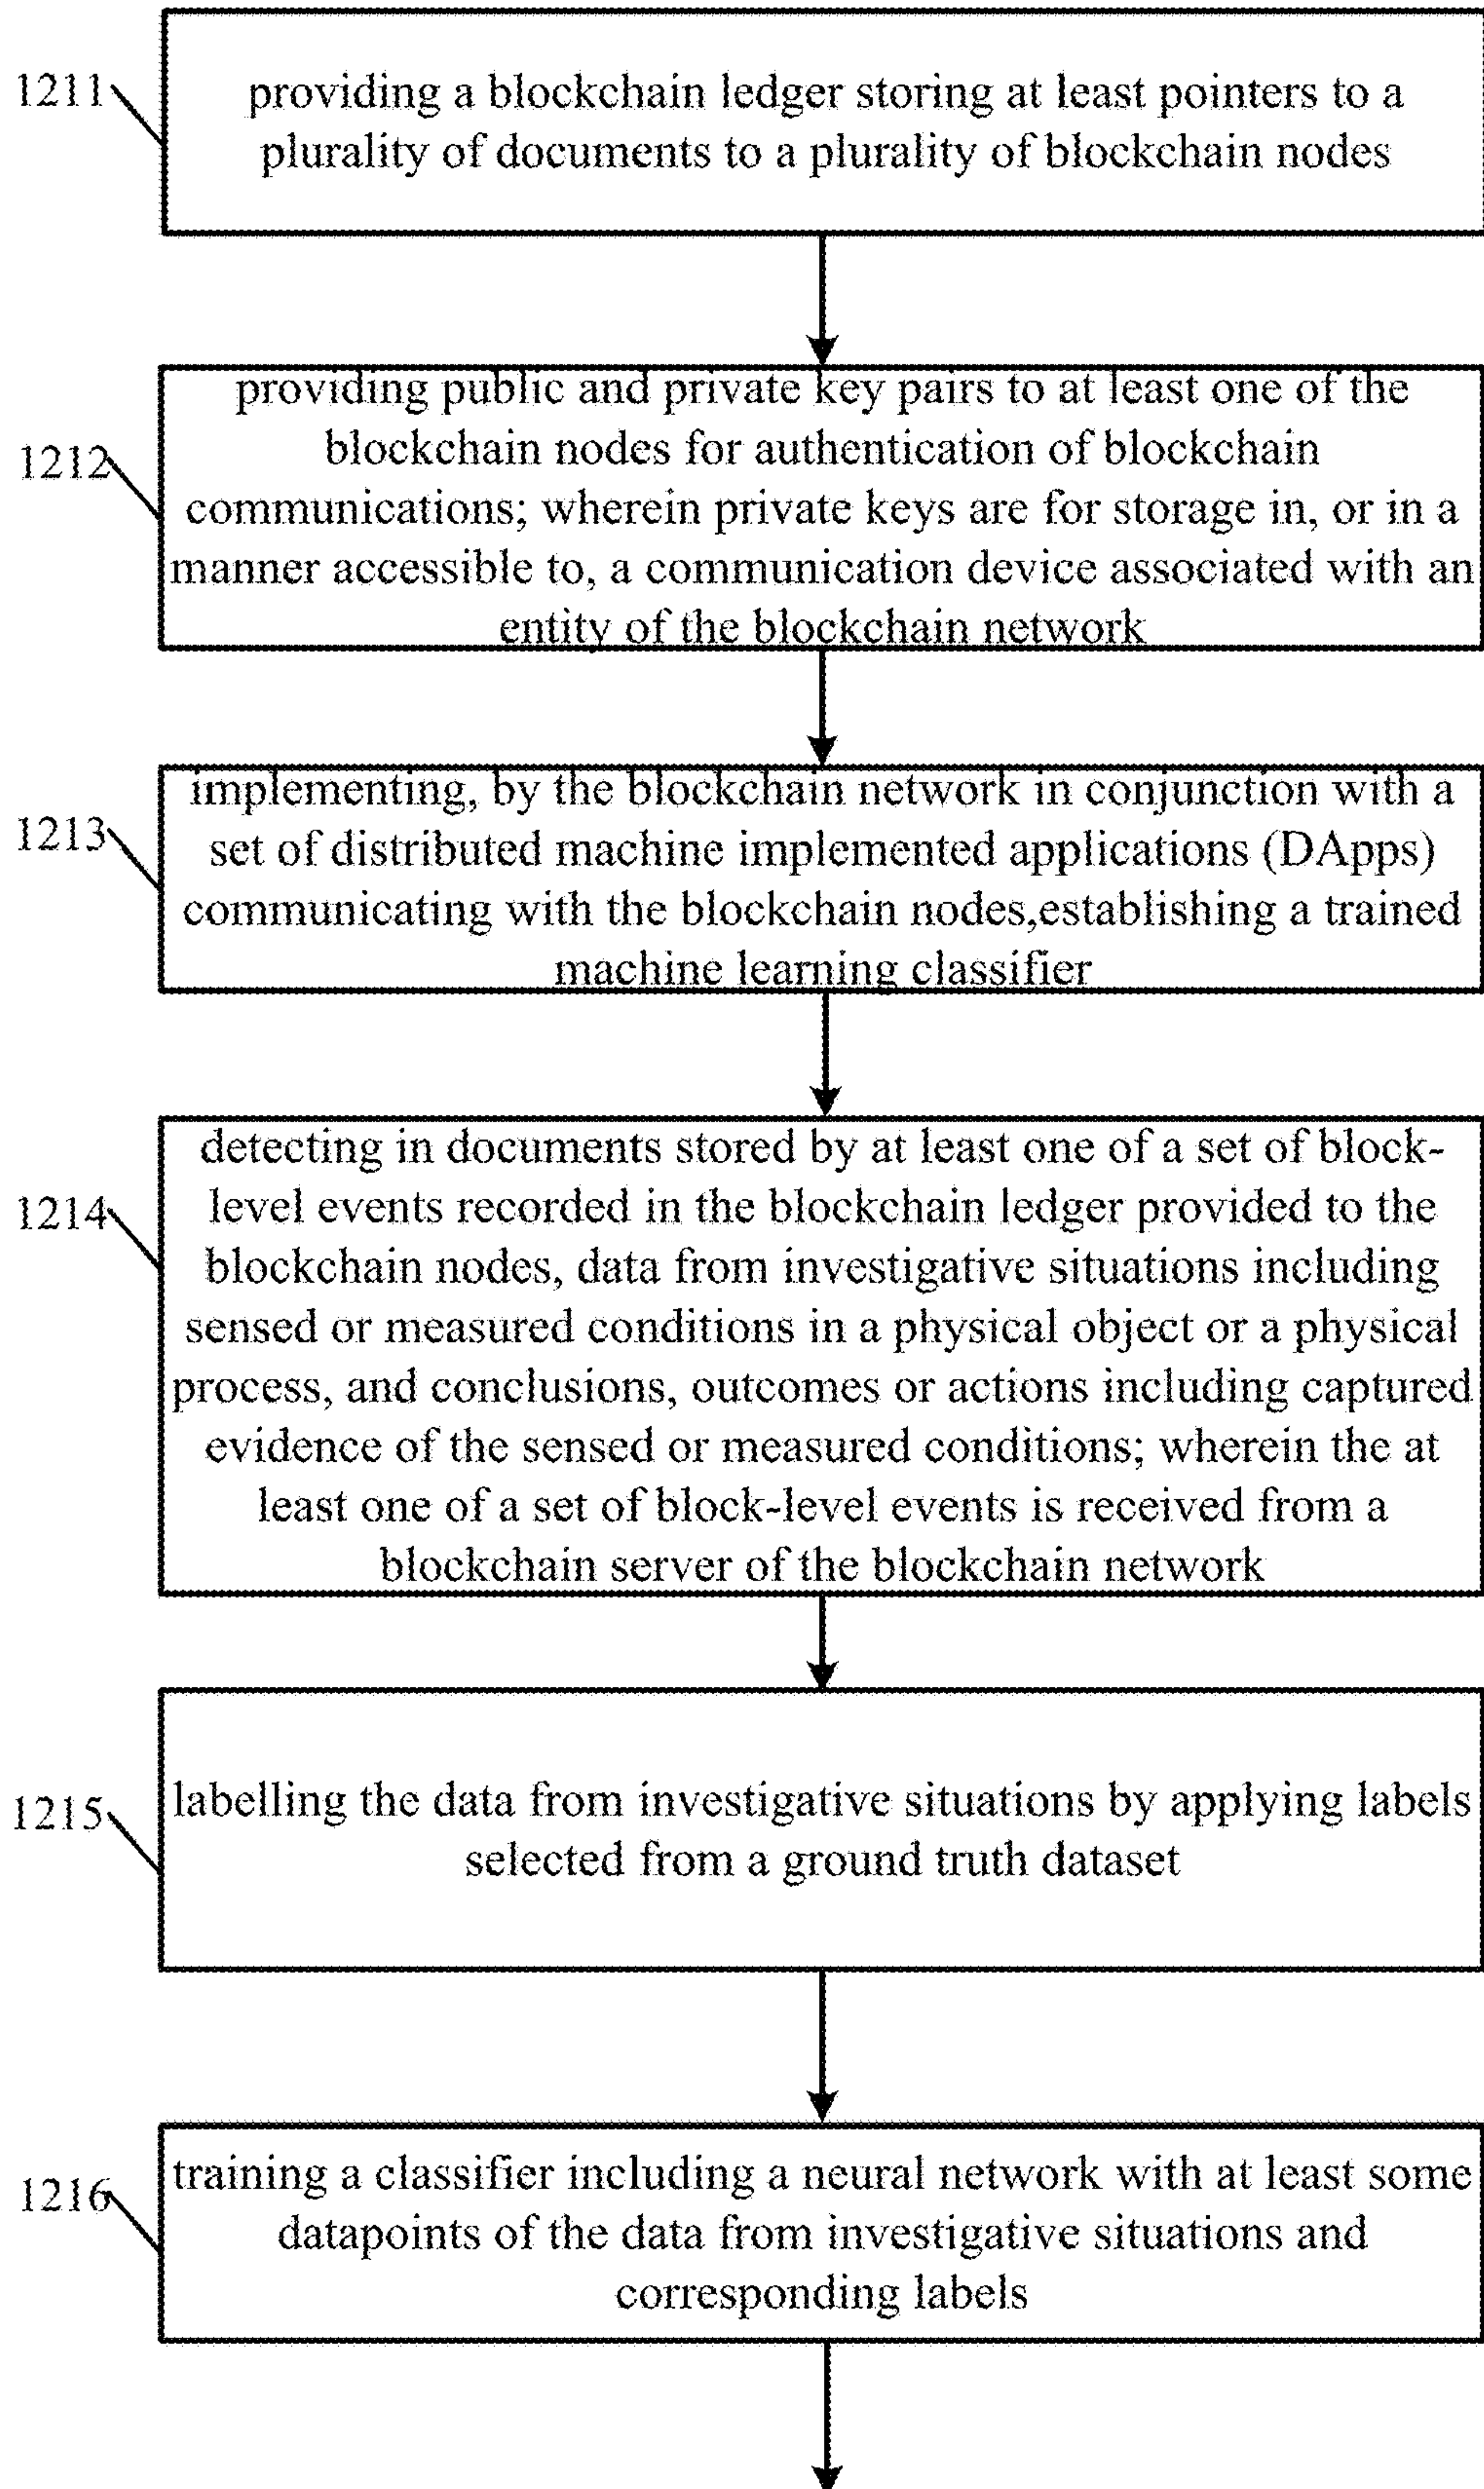 1211
providing a blockchain ledger storing at least pointers to a
plurality of documents to a plurality of blockchain nodes
1212
providing public and private key pairs to at least one of the
blockchain nodes for authentication of blockchain
communications; wherein private keys are for storage in, or in a
manner accessible to, a communication device associated with an
entity of the blockchain network
1213
implementing, by the blockchain network in conjunction with a
set of distributed machine implemented applications (DApps)
communicating with the blockchain nodes,establishing a trained
machine learning classifier
1214
detecting in documents stored by at least one of a set of block-
level events recorded in the blockchain ledger provided to the
blockchain nodes, data from investigative situations including
sensed or measured conditions in a physical object or a physical
process, and conclusions, outcomes or actions including captured
evidence of the sensed or measured conditions; wherein the at
least one of a set of block-level events is received from a
blockchain server of the blockchain network
1215
labelling the data from investigative situations by applying labels
selected from a ground truth dataset
1216
training a classifier including a neural network with at least some
datapoints of the data from investigative situations and
corresponding labels